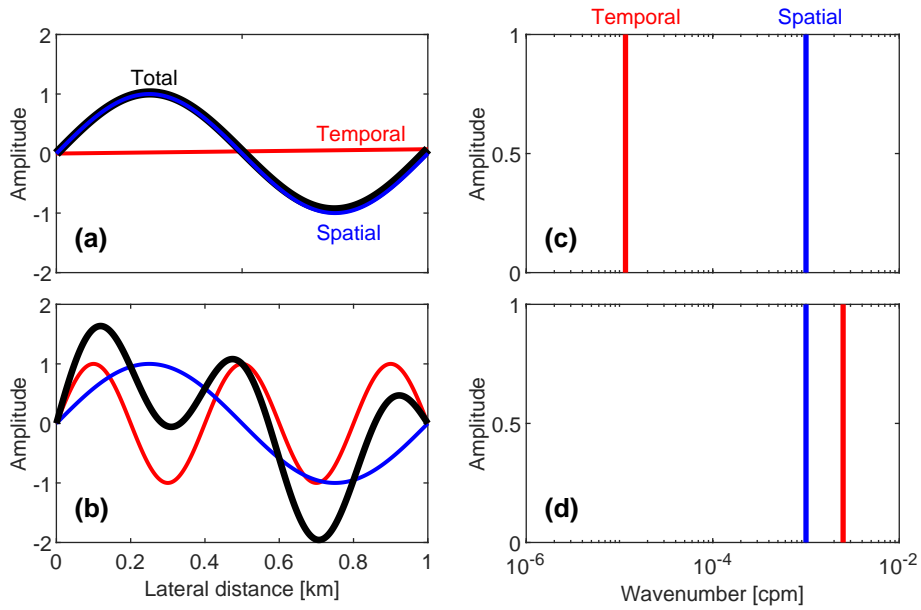 Temporal
Spatial
2
1
0
-1
-2
Amplitude
Total
Temporal
Spatial
(a)
1
0.5
0
Amplitude
(c)
2
1
0
-1
-2
Amplitude
(b)
0
0.2
0.4
0.6
0.8
1
Lateral distance [km]
1
0.5
0
Amplitude
(d)
10^-6
10^-4
10^-2
Wavenumber [cpm]